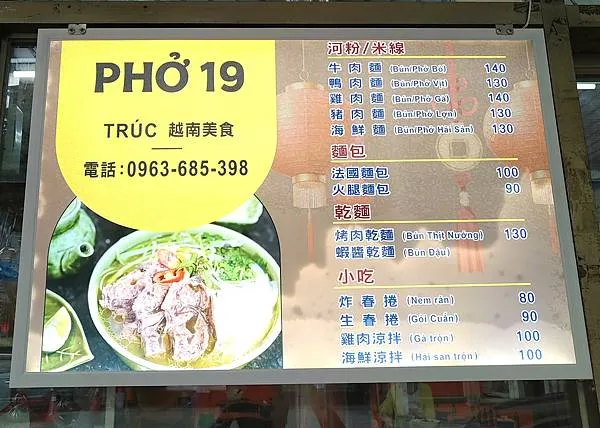 PHỞ 19
TRÚC 越南美食
電話:0963-685-398
河粉/米線
牛肉麵 (Bún/Phở Bo) 140
鴨肉麵 (Bún/Phở Vịt) 130
雞肉麵 (Bún/Phở Gà) 140
豬肉麵 (Bún/Phở Lợn) 130
海鮮麵 (Bún/Phở Hải Sản) 130
麵包
法國麵包 100
火腿麵包 90
乾麵
烤肉乾麵 (Bún Thịt Nướng) 130
蝦醬乾麵 (Bun Đậu)
小吃
炸春捲 (Nem rán) 80
生春捲 (Gỏi Cuấn) 90
雞肉涼拌 (Gà trộn) 100
海鮮涼拌 (Hải san trộn) 100